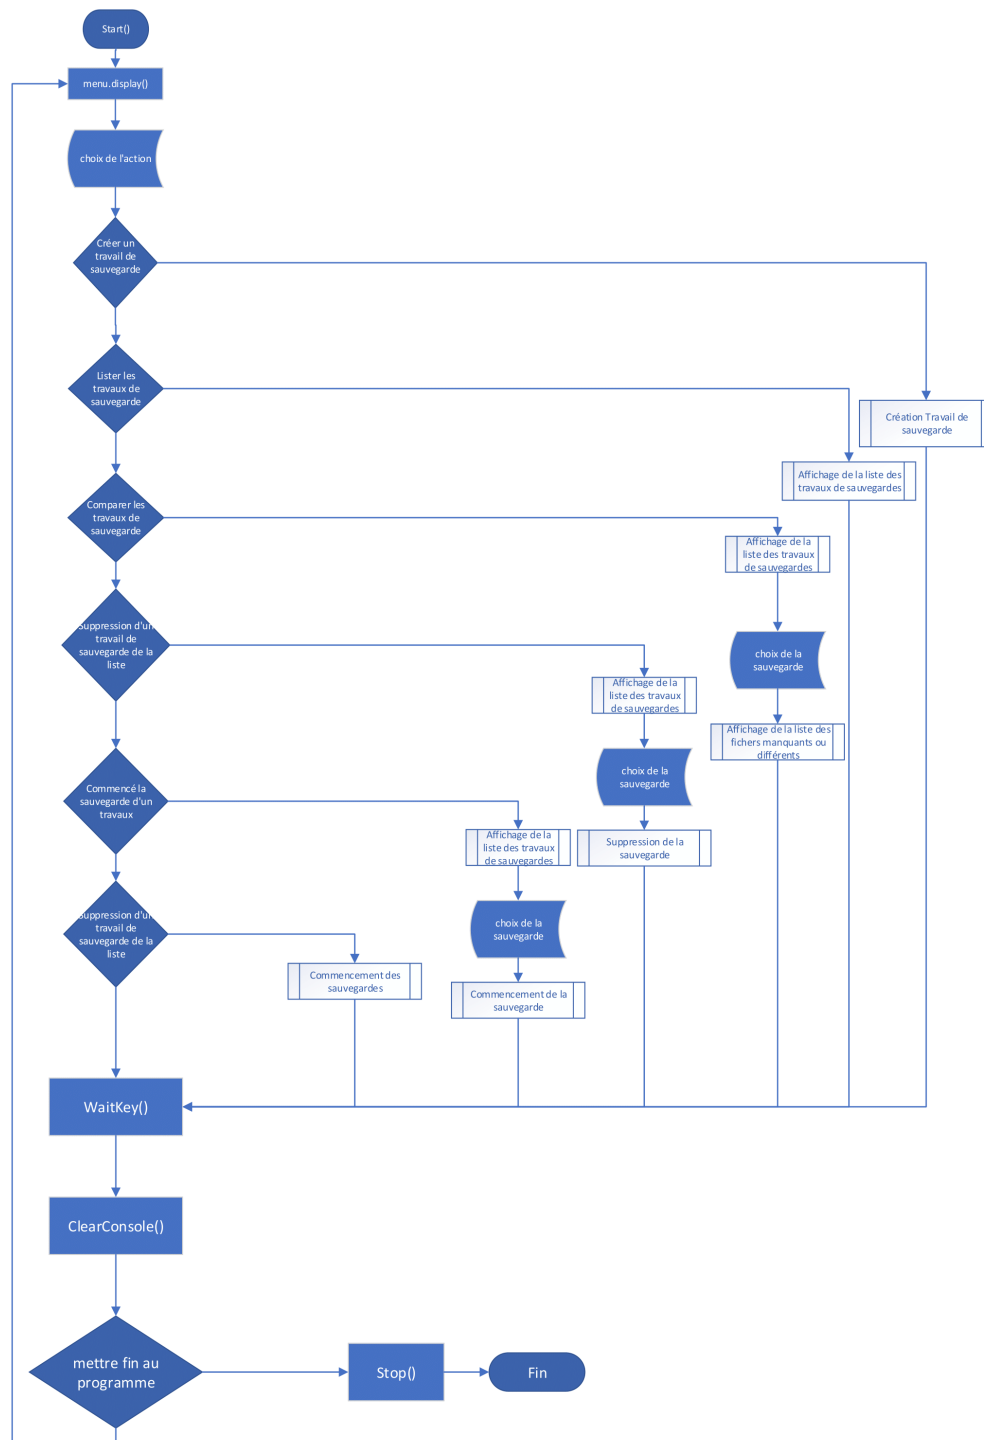 Start()
menu.display()
choix de l'action
Créer un
travail de
sauvegarde
Lister les
travaux de
sauvegarde
Création Travail de
sauvegarde
Affichage de la liste des
travaux de sauvegardes
Comparer les
travaux de
sauvegarde
Affichage de la
liste des travaux
de sauvegardes
Suppression d'un
travail de
sauvegarde de la
liste
choix de la
sauvegarde
Affichage de la
liste des travaux
de sauvegardes
Affichage de la liste des
fichers manquants ou
différents
choix de la
sauvegarde
Commencé la
sauvegarde d'un
travaux
Affichage de la
liste des travaux
de sauvegardes
Suppression de la
sauvegarde
Suppression d'un
travail de
sauvegarde de la
liste
choix de la
sauvegarde
Commencement des
sauvegardes
Commencement de la
sauvegarde
WaitKey()
ClearConsole()
mettre fin au
programme
Stop()
Fin